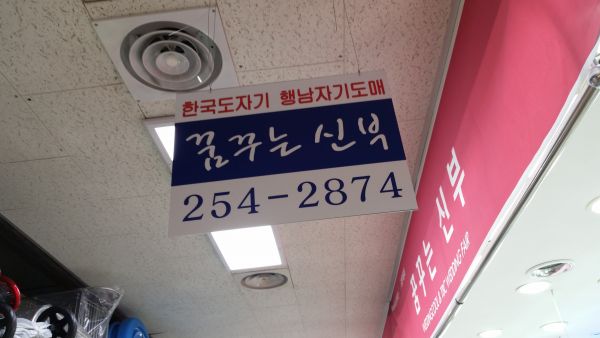 한국도자기 행남자기도매
꿈꾸는 신부
254-2874
꿈꾸는 신부